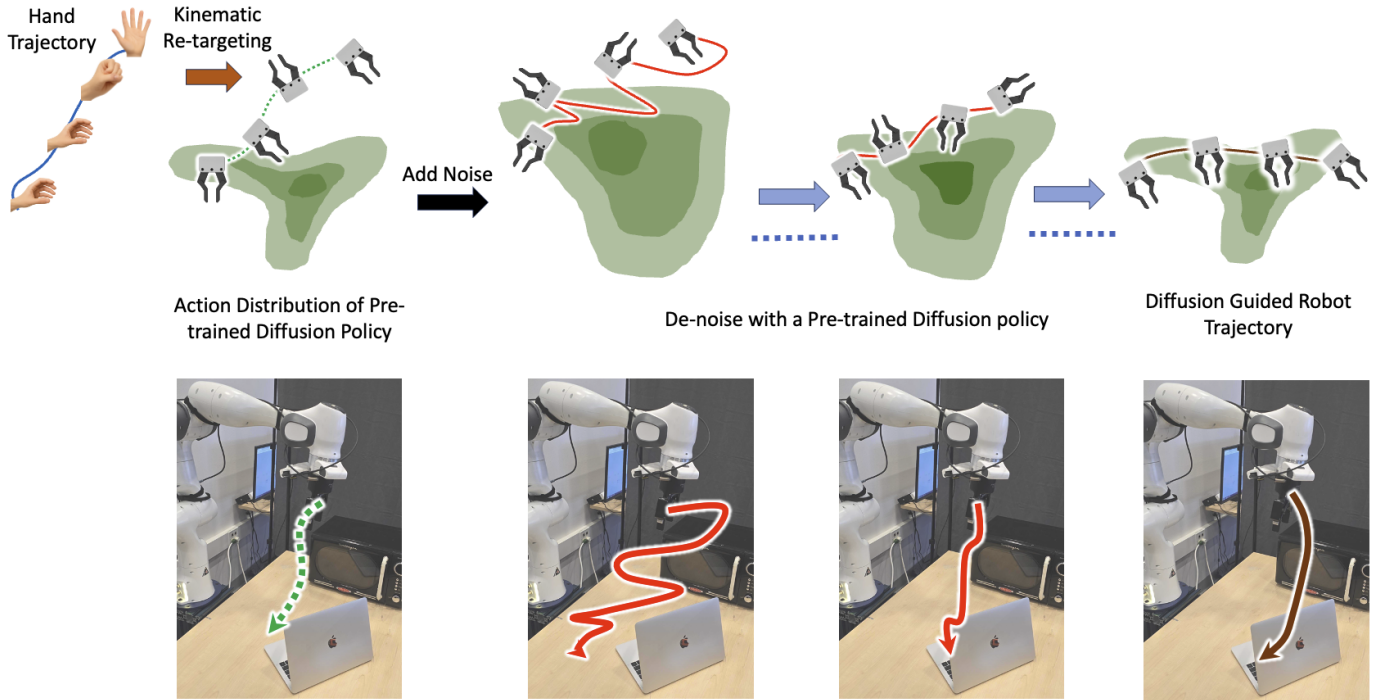 Hand
Trajectory
Kinematic
Re-targeting
Add Noise
Action Distribution of Pre-
trained Diffusion Policy
De-noise with a Pre-trained Diffusion policy
Diffusion Guided Robot
Trajectory